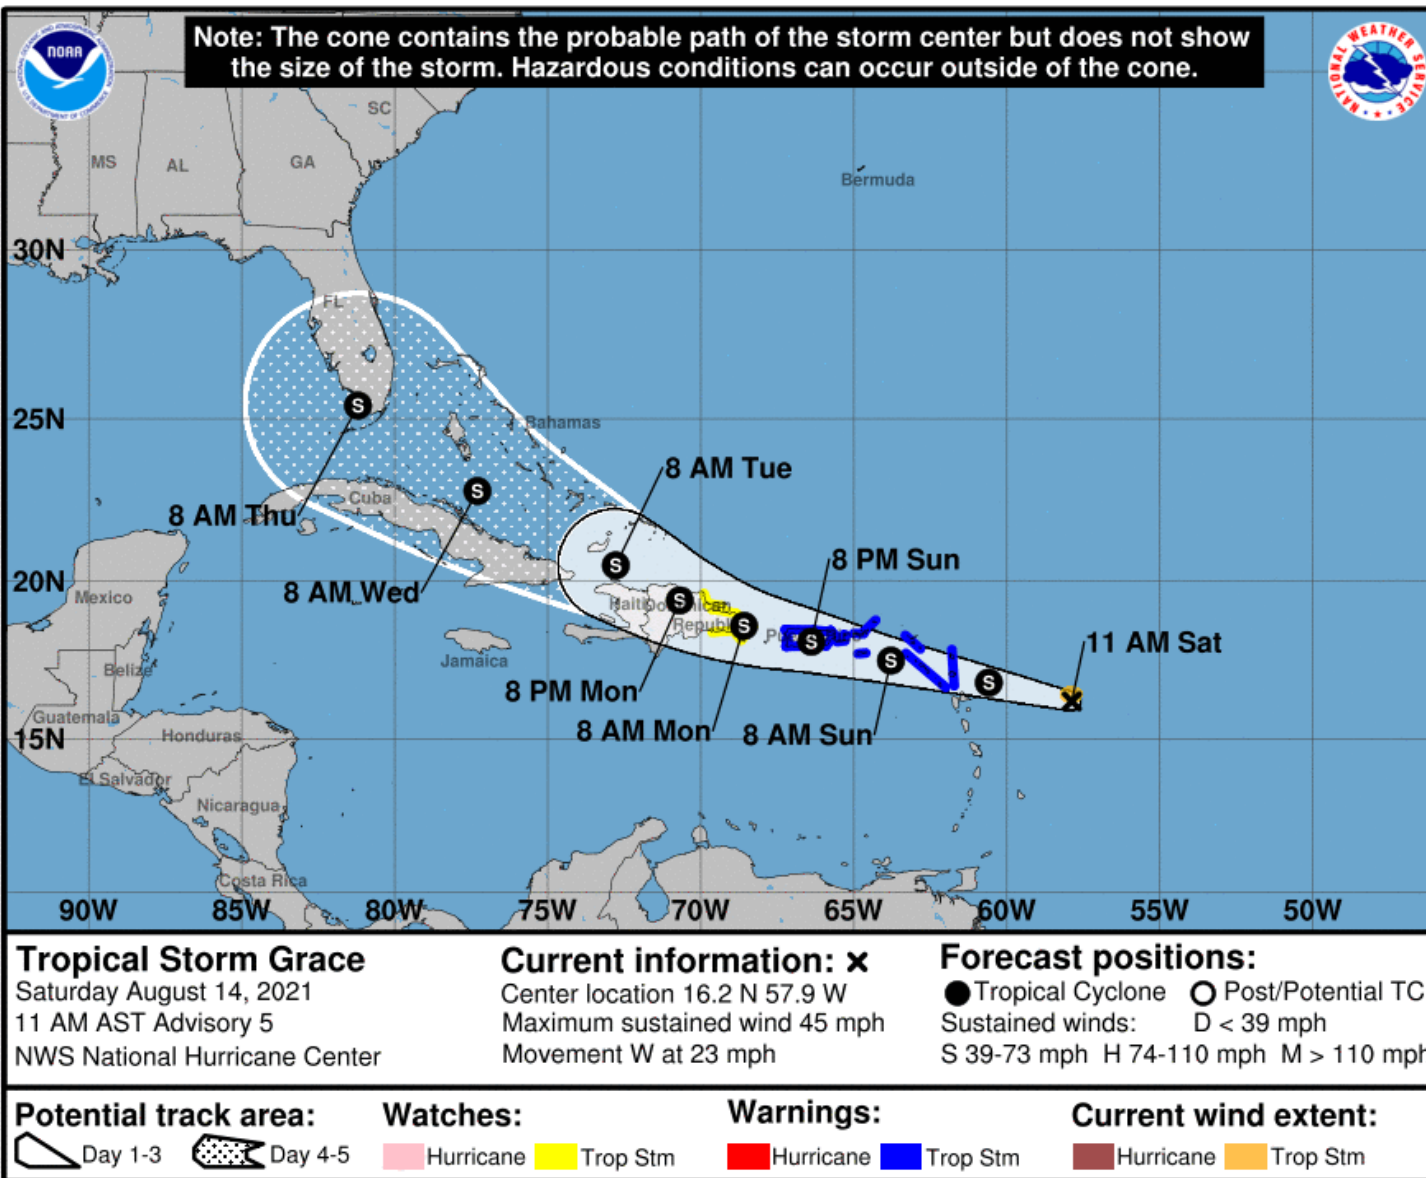 Note: The cone contains the probable path of the storm center but does not show
the size of the storm. Hazardous conditions can occur outside of the cone.
NOAA
NATIONAL WEATHER SERVICE
SC
MS
AL
GA
Bermuda
30N
FL
25N
Bahamas
8 AM Tue
Cuba
8 AM Thu
8 PM Sun
20N
8 AM Wed
Mexico
Haiti
Dominican
Republic
11 AM Sat
Jamaica
Belize
8 PM Mon
Guatemala
8 AM Mon
8 AM Sun
15N
Honduras
El Salvador
Nicaragua
Costa Rica
90W 85W 80W 75W 70W 65W 60W 55W 50W
S
S
S
S
S
S
S
S
Tropical Storm Grace
Saturday August 14, 2021
11 AM AST Advisory 5
NWS National Hurricane Center
Current information: x
Center location 16.2 N 57.9 W
Maximum sustained wind 45 mph
Movement W at 23 mph
Forecast positions:
Tropical Cyclone Post/Potential TC
Sustained winds: D < 39 mph
S 39-73 mph H 74-110 mph M > 110 mph
Potential track area:
Day 1-3 Day 4-5
Watches:
Hurricane Trop Stm
Warnings:
Hurricane Trop Stm
Current wind extent:
Hurricane Trop Stm